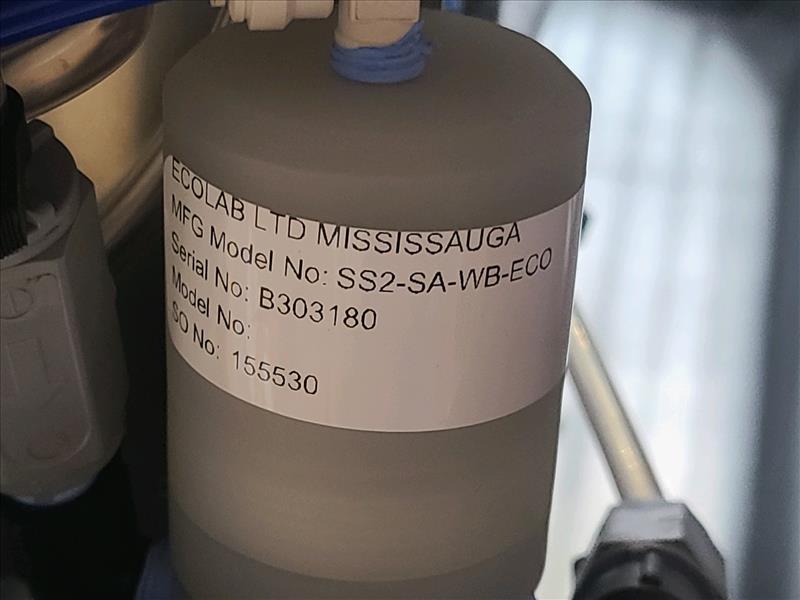 ECOLAB LTD MISSISSAUGA
MFG Model No: SS2-SA-WB-ECO
Serial No: B303180
Model No:
SO No: 155530